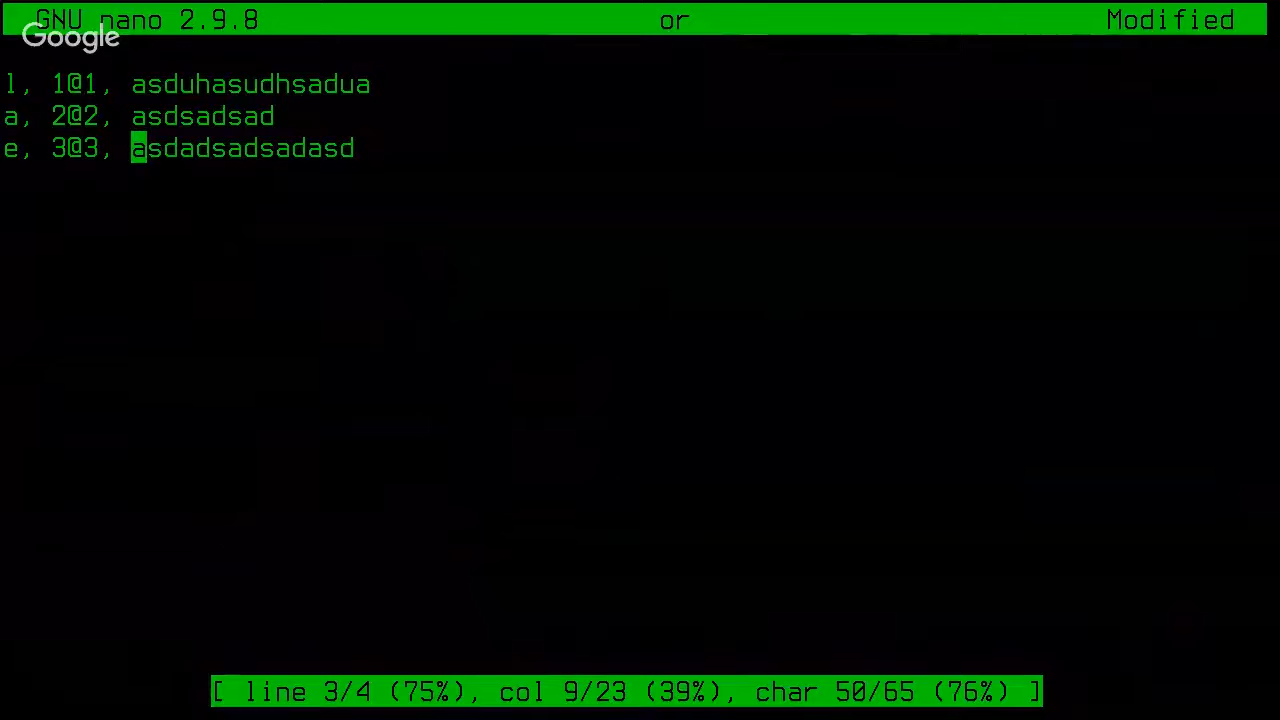 GNU nano 2.9.8 or Modified
Google
l, 1@1, asduhasudhsadua
a, 2@2, asdsadsad
e, 3@3, asdadsadsadasd
[ line 3/4 (75%), col 9/23 (39%), char 50/65 (76%) ]